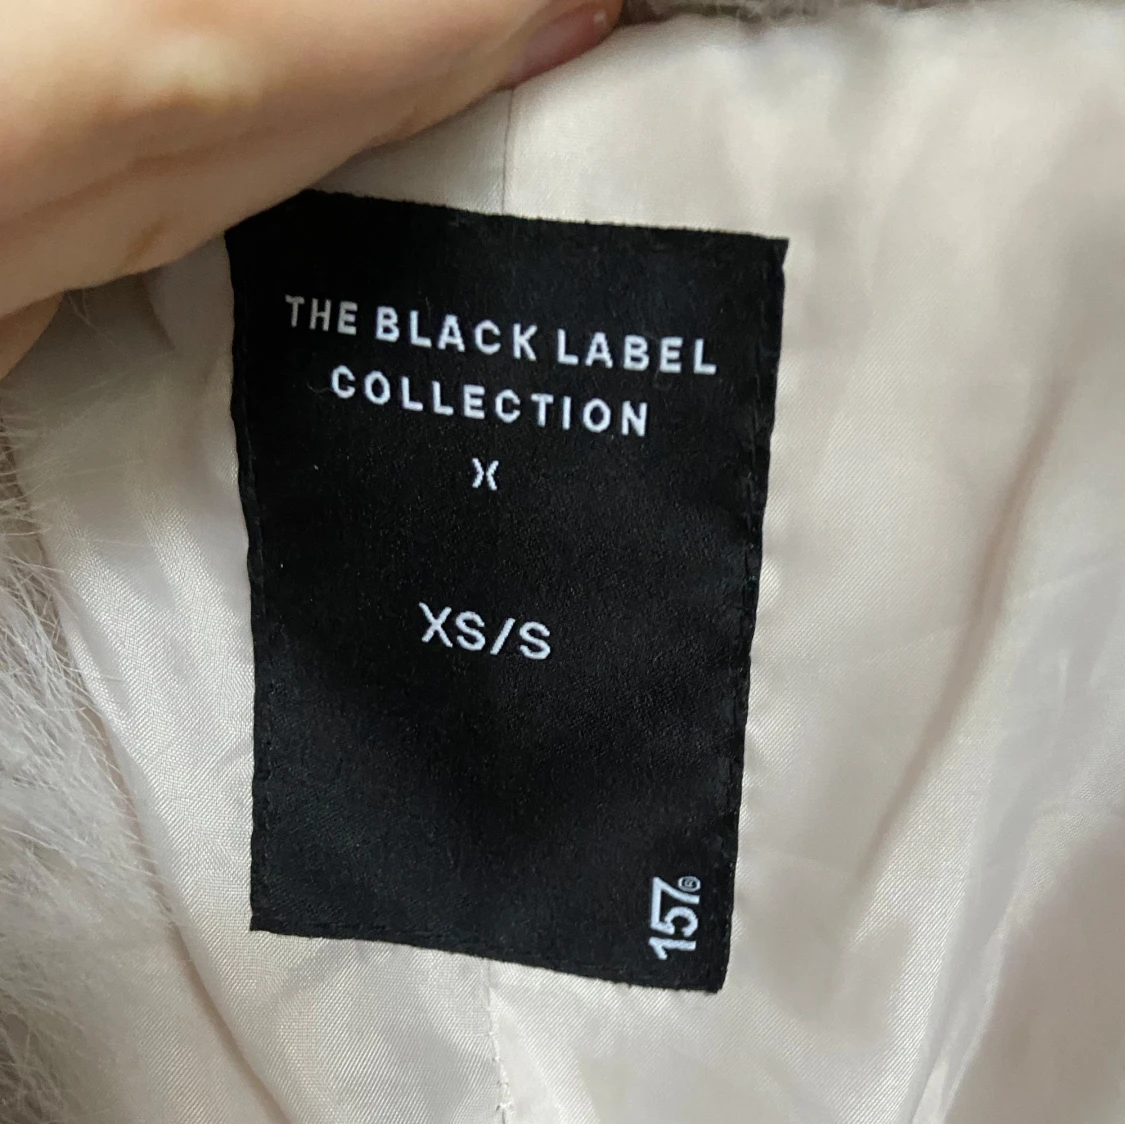 THE BLACK LABEL
COLLECTION
X
XS/S
157®